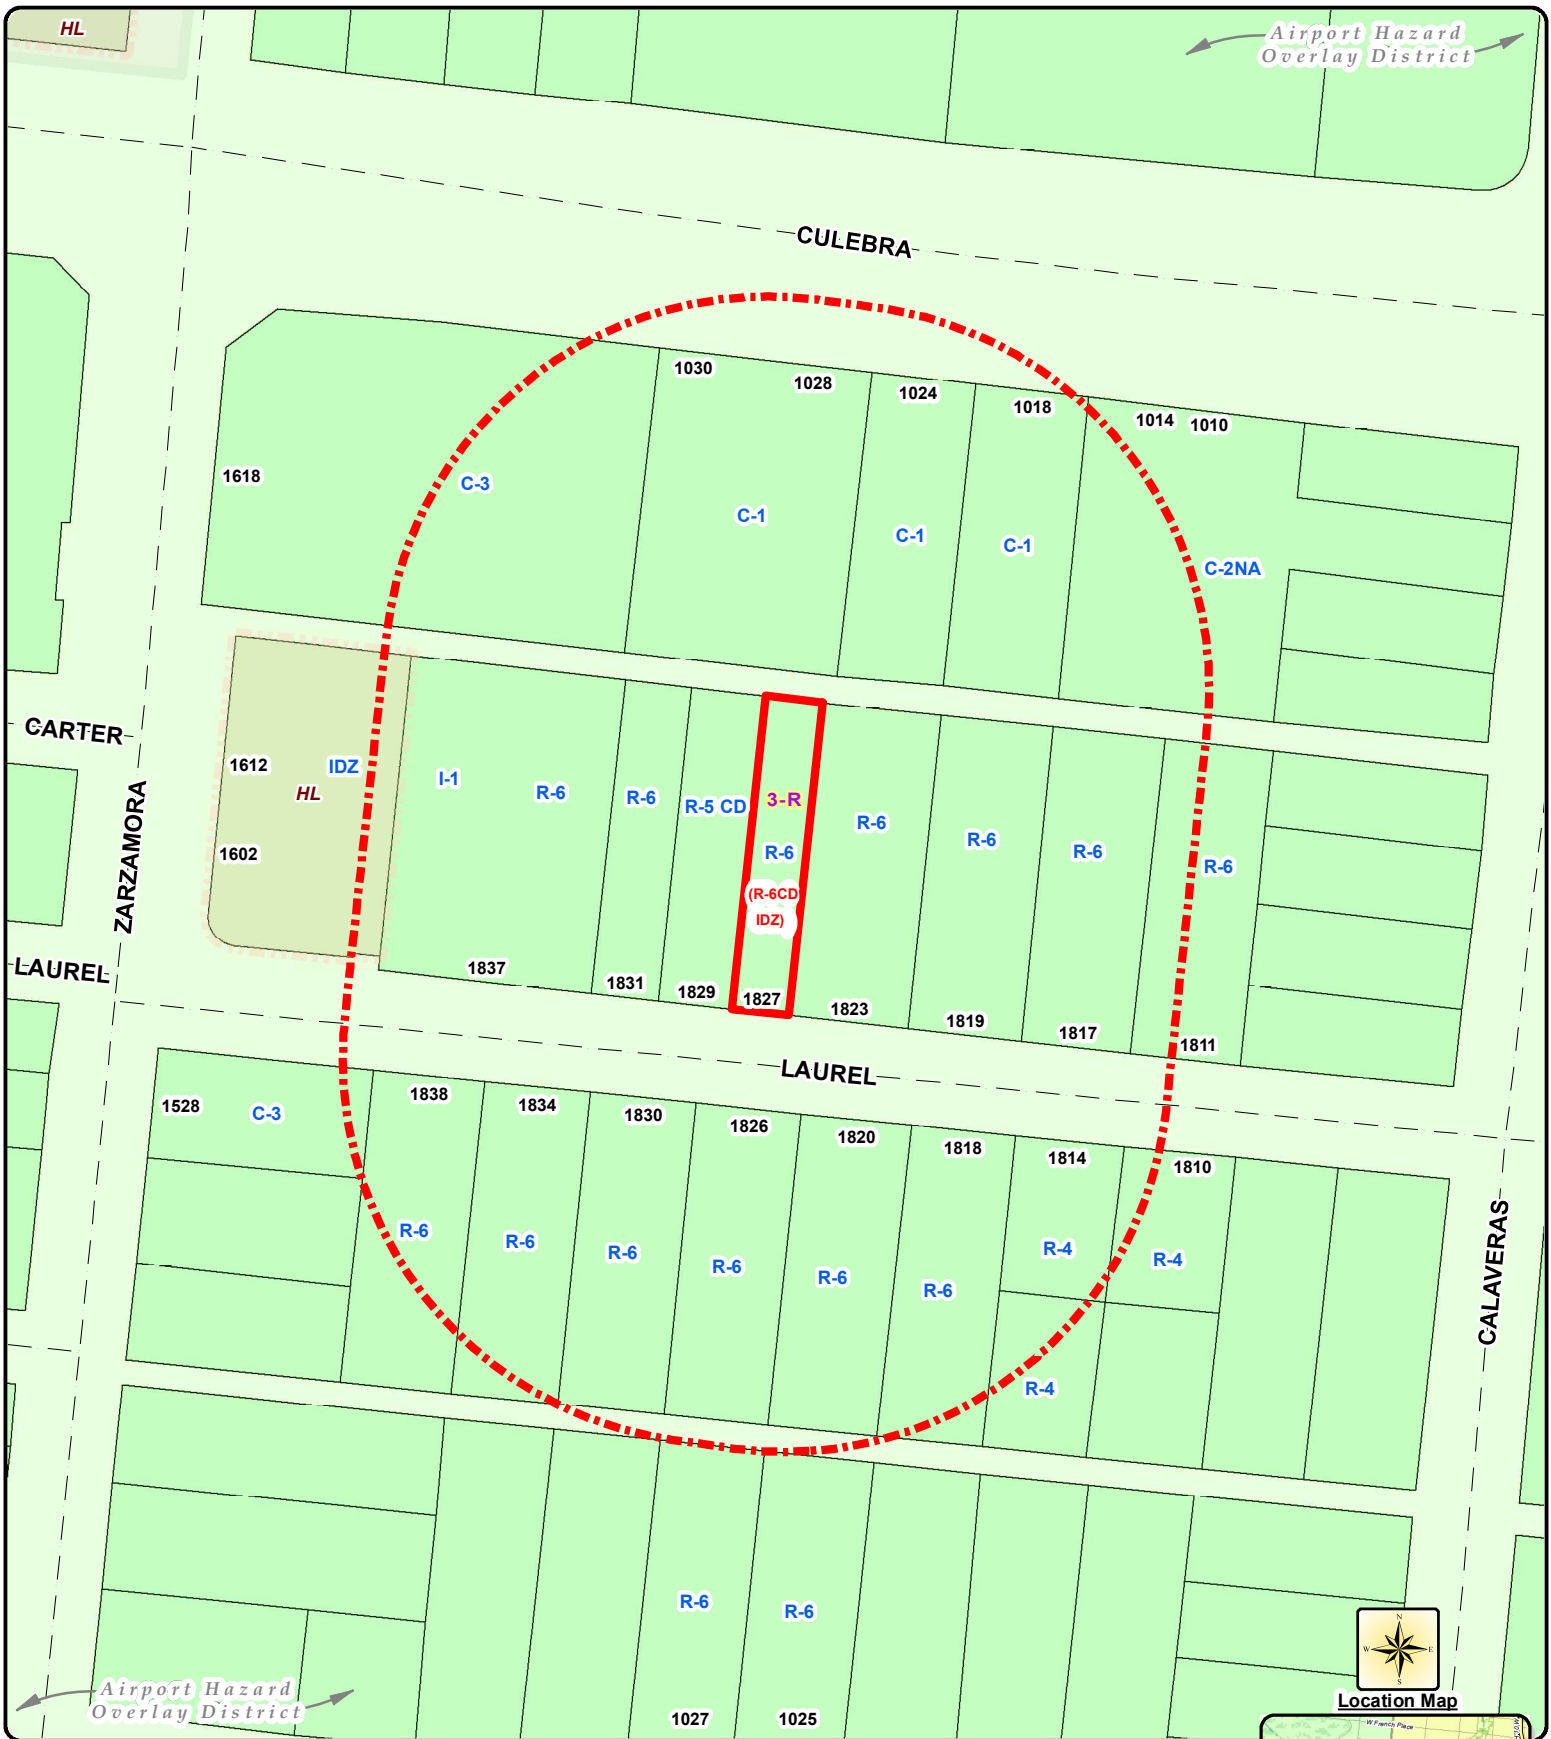 HL
Airport Hazard
Overlay District
CULEBRA
1030
1028
1024
1018
1014
1010
1618
C-3
C-1
C-1
C-1
C-2NA
CARTER
1612
IDZ
HL
1602
I-1
R-6
R-6
R-5 CD
3-R
R-6
(R-6CD
IDZ)
R-6
R-6
R-6
R-6
ZARZAMORA
LAUREL
1837
1831
1829
1827
1823
1819
1817
1811
LAUREL
1528
C-3
1838
1834
1830
1826
1820
1818
1814
1810
R-6
R-6
R-6
R-6
R-6
R-6
R-4
R-4
R-4
CALAVERAS
R-6
R-6
1027
1025
Airport Hazard
Overlay District
N
W
E
S
Location Map
W French Place